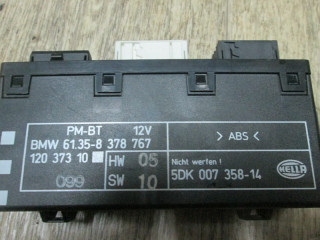 PM-BT 12V
BMW 61.35-8 378 767
120 373 10
HW 05
099
SW 10
> ABS <
Nicht werfen !
5DK 007 358-14
HELLA